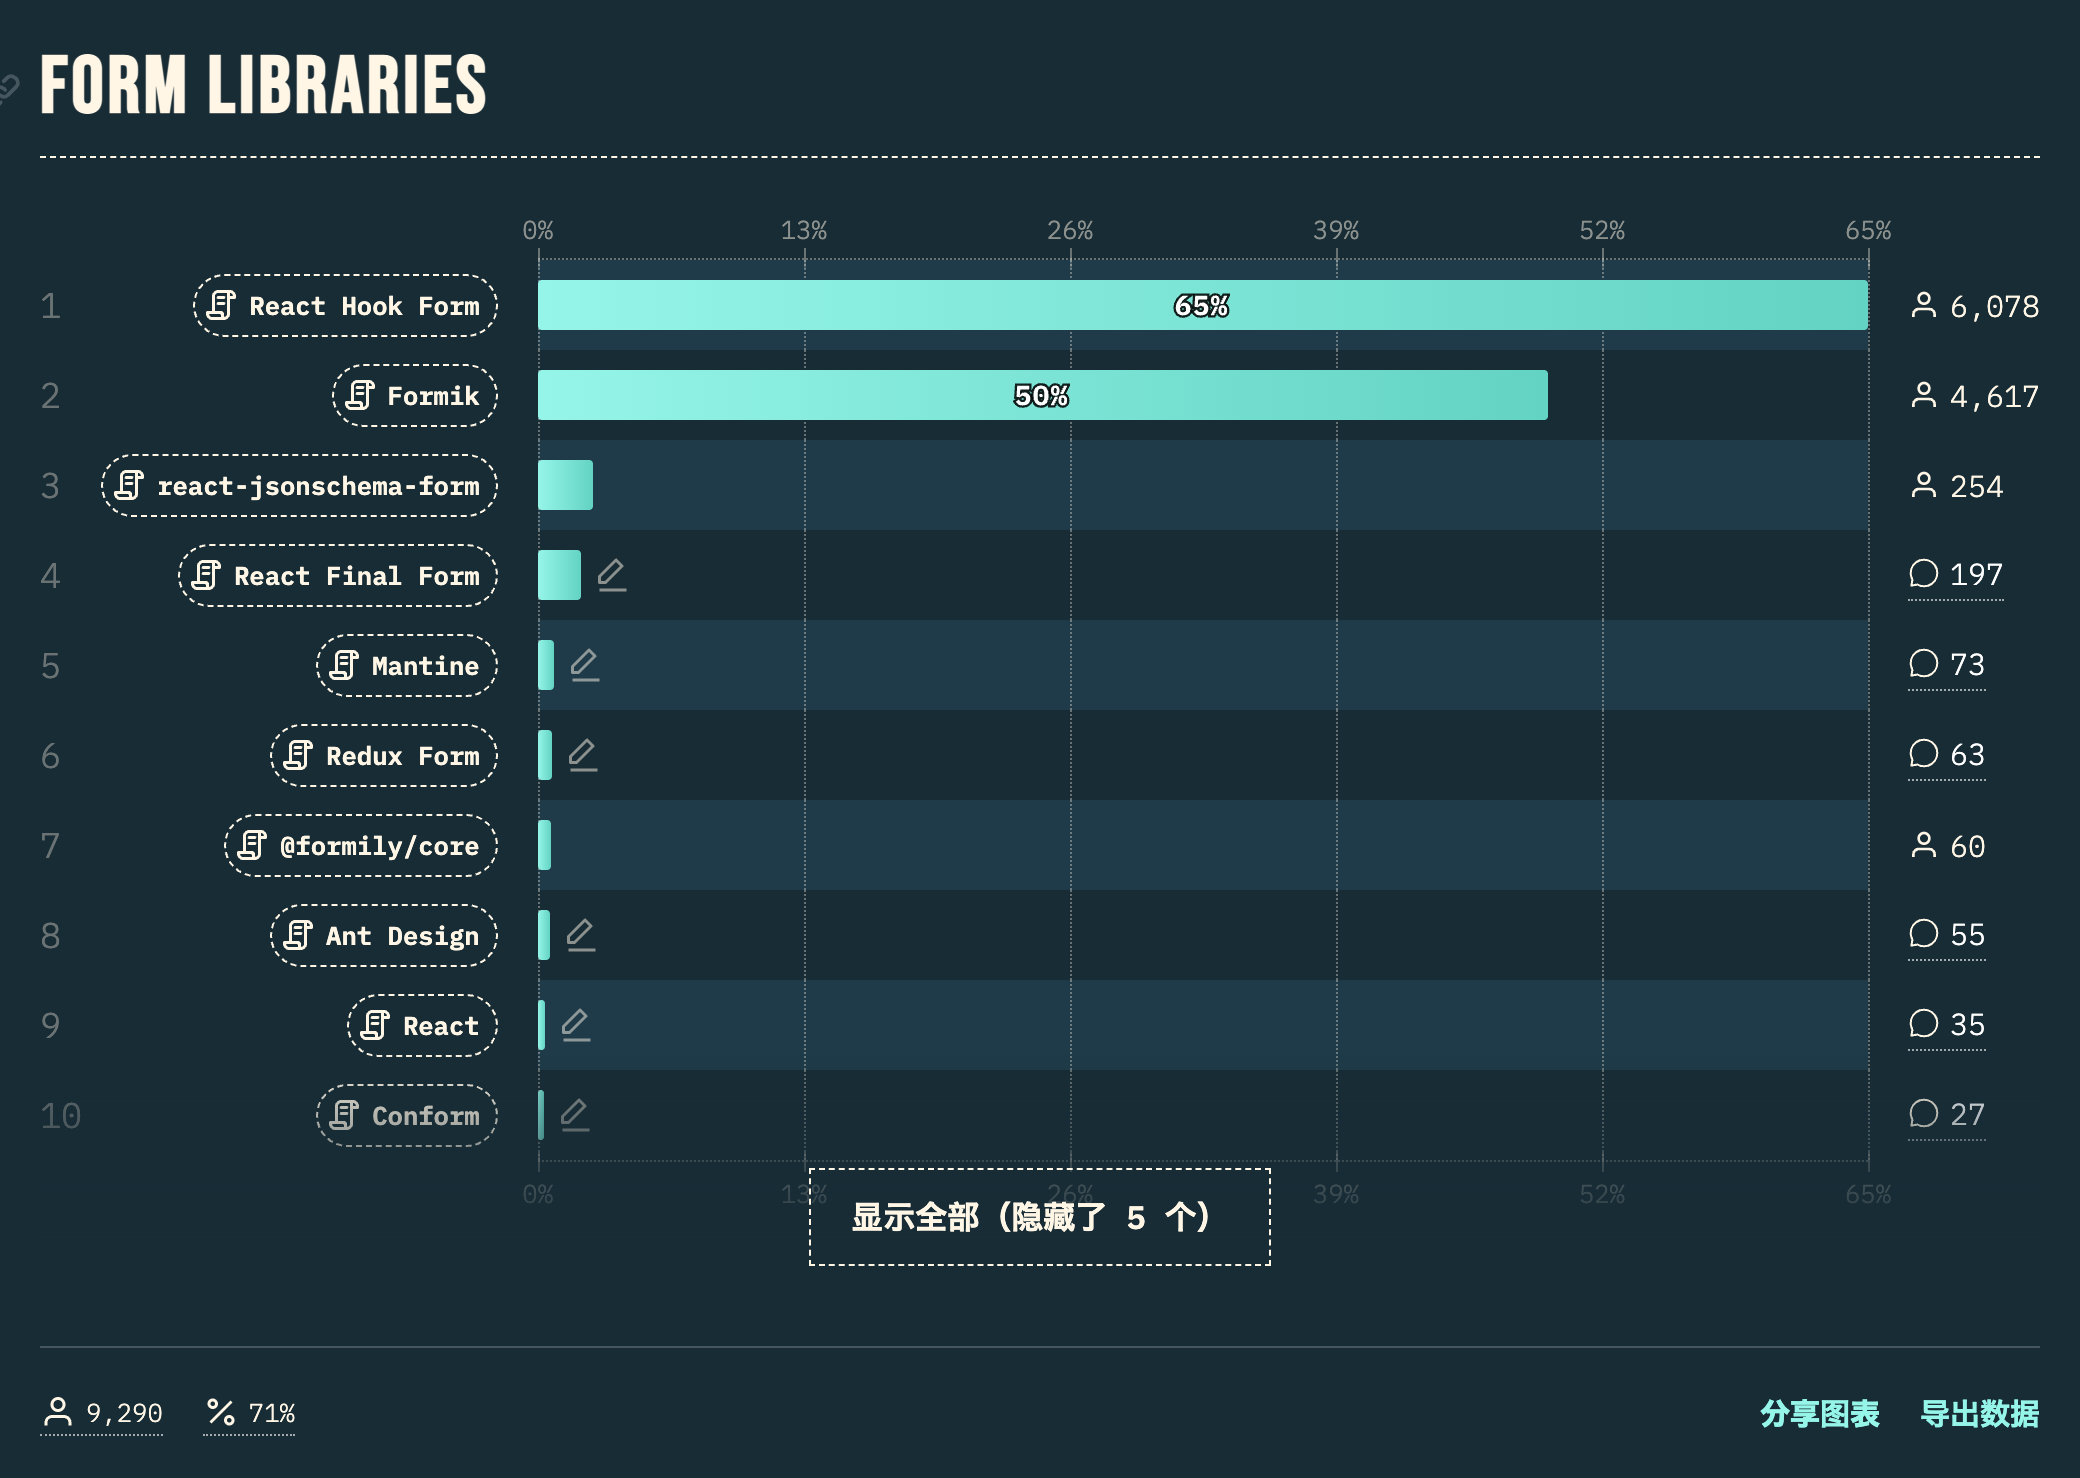 FORM LIBRARIES
0% 13% 26% 39% 52% 65%
1 React Hook Form 65% 6,078
2 Formik 50% 4,617
3 react-jsonschema-form 254
4 React Final Form 197
5 Mantine 73
6 Redux Form 63
7 @formily/core 60
8 Ant Design 55
9 React 35
10 Conform 27
0% 13% 26% 39% 52% 65%
显示全部（隐藏了 5 个）
9,290 71% 分享图表 导出数据